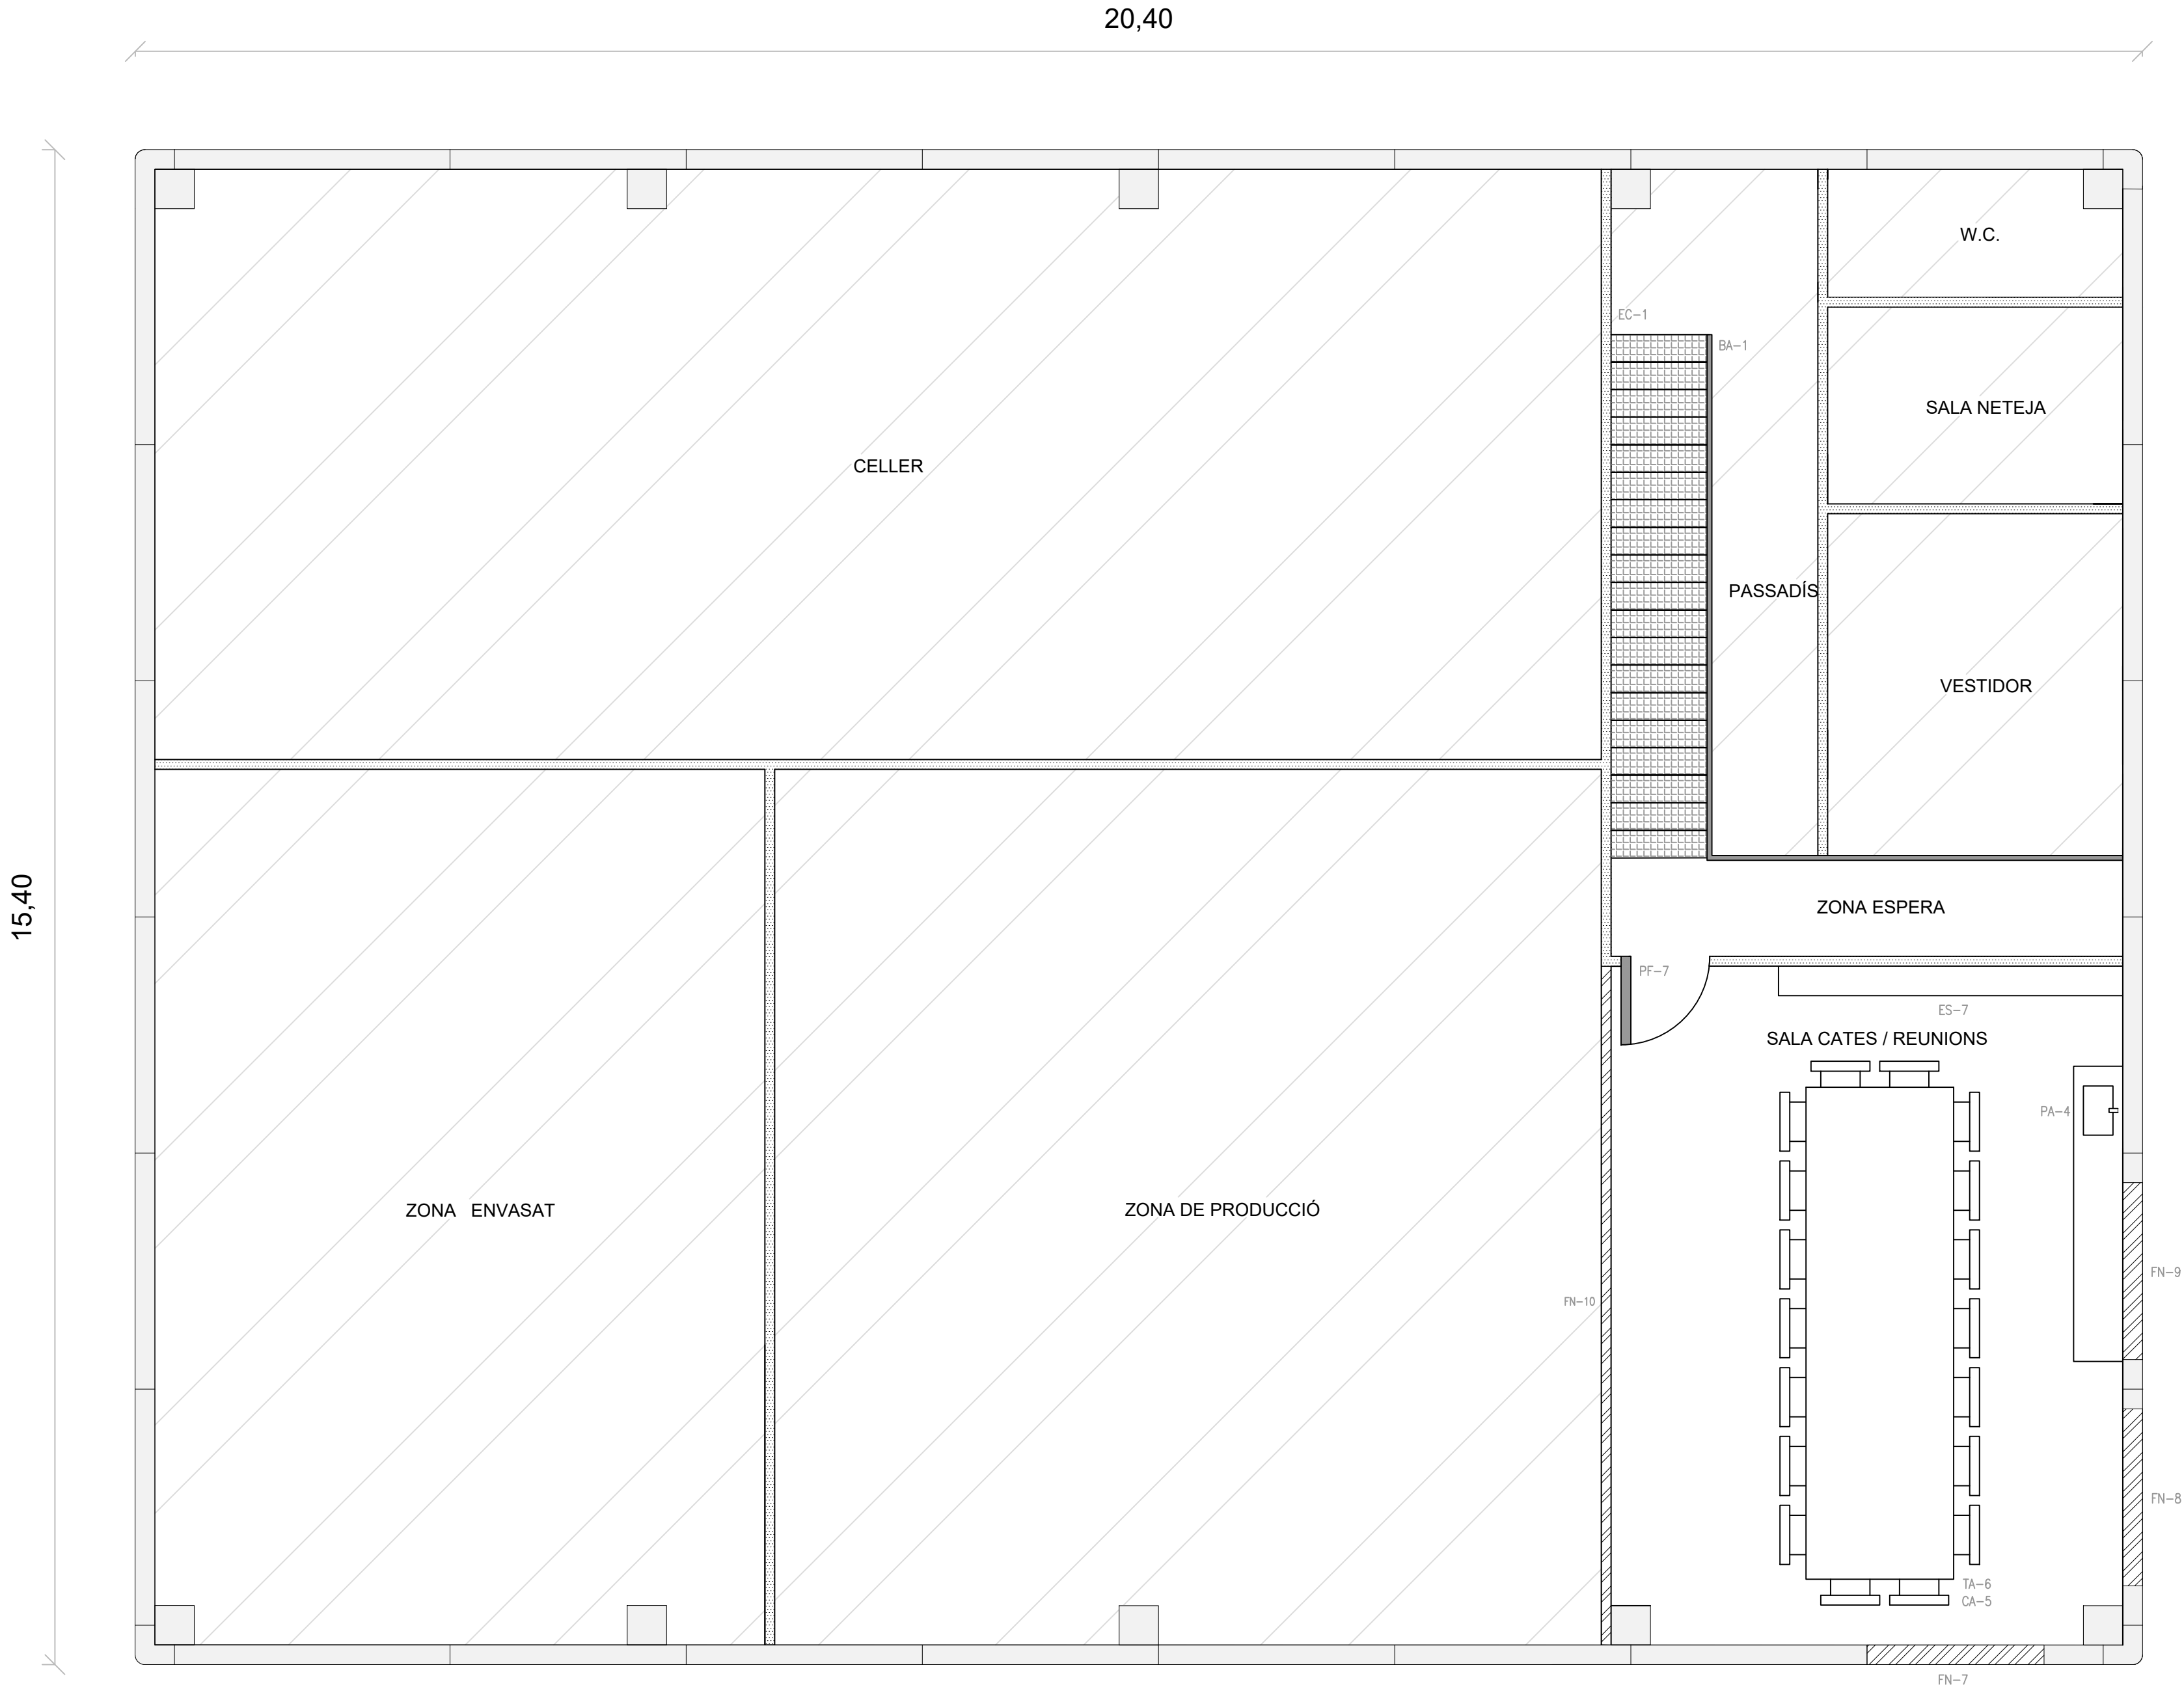 20,40
W.C.
EC-1
BA-1
SALA NETEJA
CELLER
PASSADÍS
VESTIDOR
15,40
ZONA ESPERA
PF-7
ES-7
SALA CATES / REUNIONS
PA-4
ZONA ENVASAT
ZONA DE PRODUCCIÓ
FN-9
FN-10
FN-8
TA-6
CA-5
FN-7